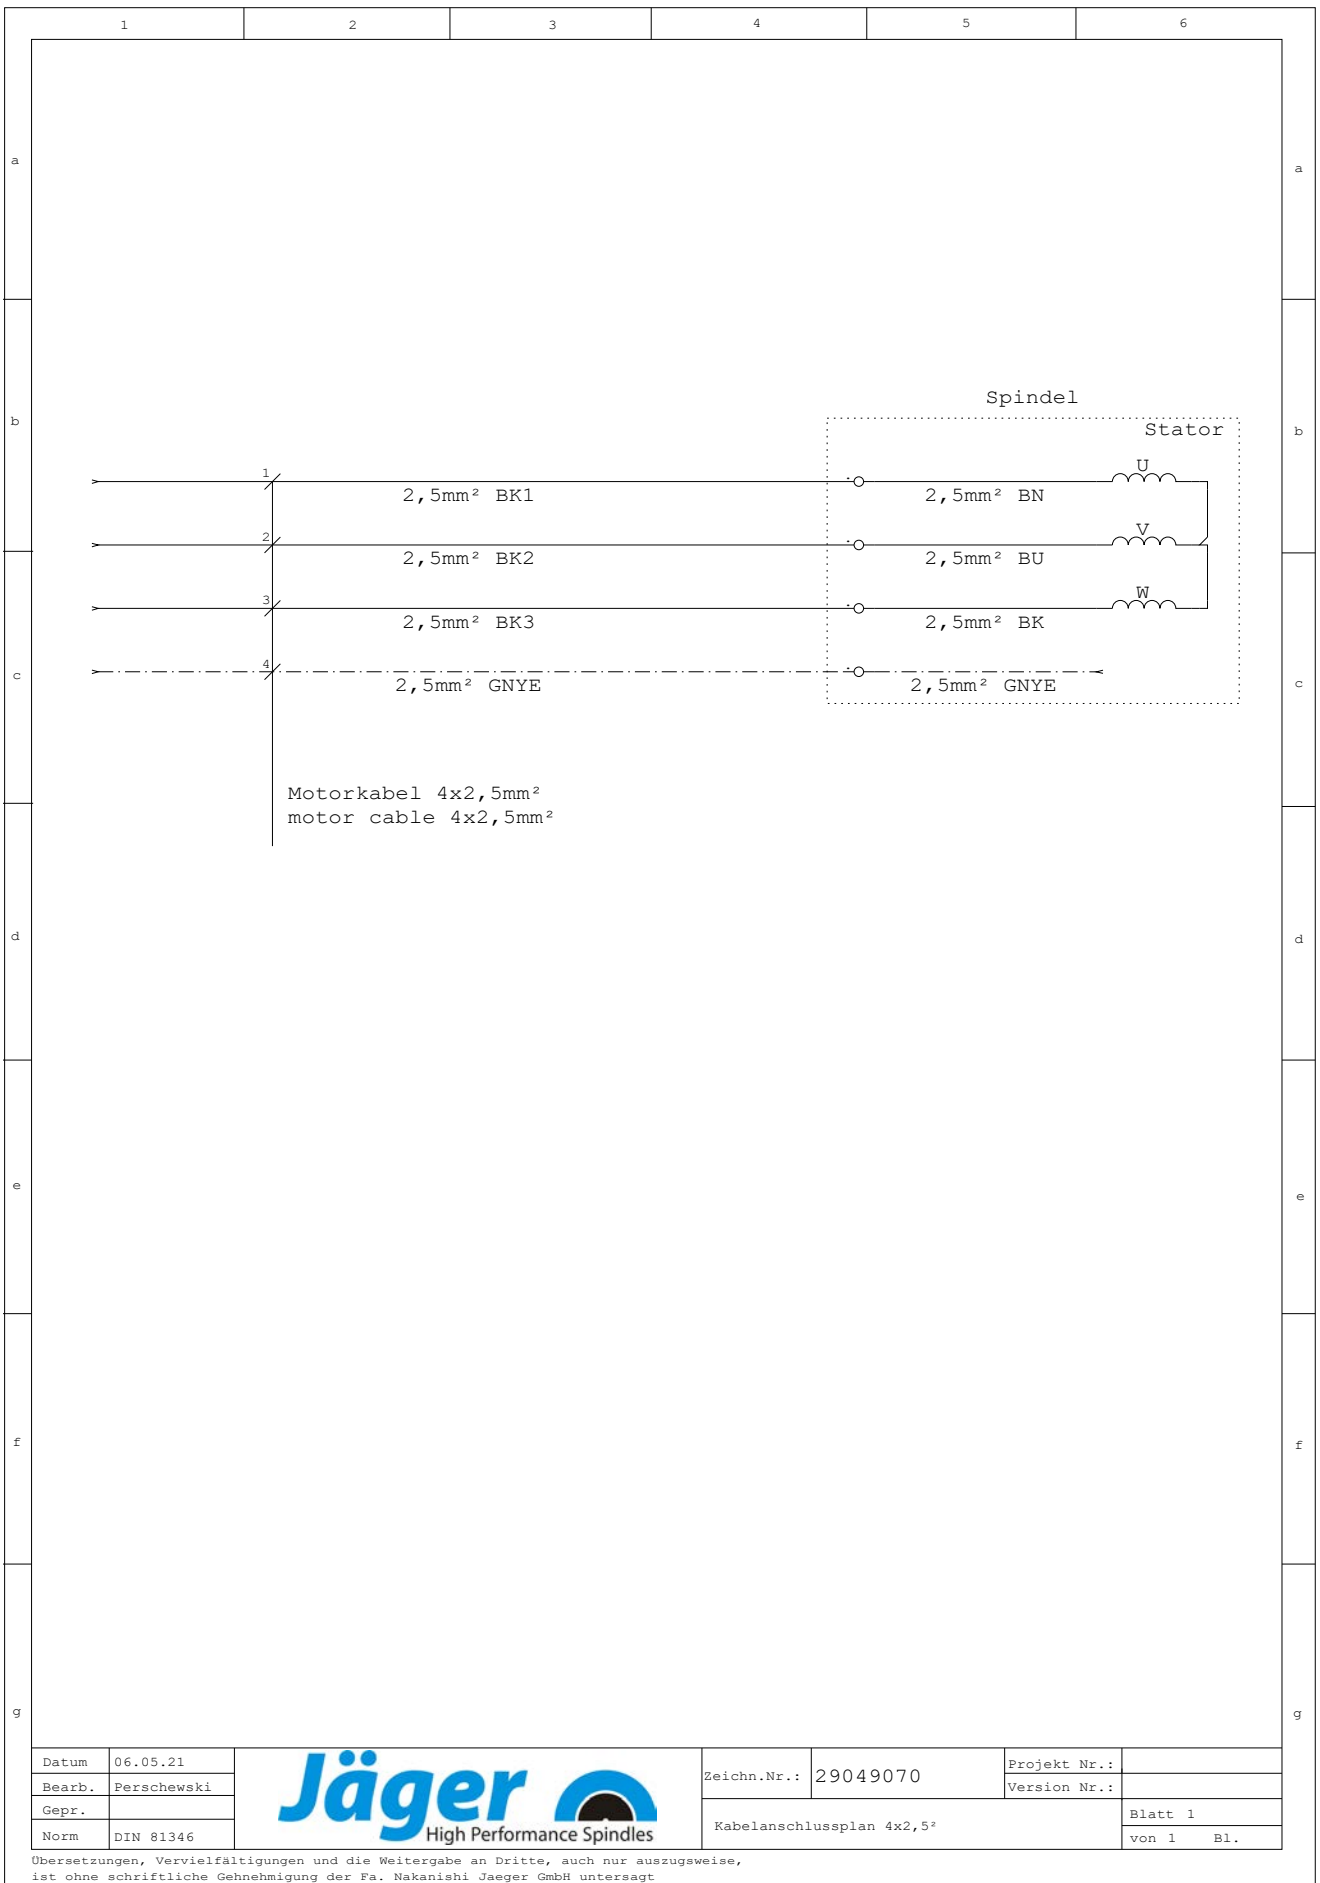 1 2 3 4 5 6
a a
Spindel
b b
Stator
1 U
2,5mm² BK1 2,5mm² BN
2 V
2,5mm² BK2 2,5mm² BU
3 W
2,5mm² BK3 2,5mm² BK
c 4 c
2,5mm² GNYE 2,5mm² GNYE
Motorkabel 4x2,5mm²
motor cable 4x2,5mm²
d d
e e
f f
g g
Datum 06.05.21
Bearb. Perschewski
Gepr.
Norm DIN 81346
Jäger
High Performance Spindles
Zeichn.Nr.: 29049070
Projekt Nr.:
Version Nr.:
Kabelanschlussplan 4x2,5²
Blatt 1
von 1 Bl.
Übersetzungen, Vervielfältigungen und die Weitergabe an Dritte, auch nur auszugsweise,
ist ohne schriftliche Gehnehmigung der Fa. Nakanishi Jaeger GmbH untersagt